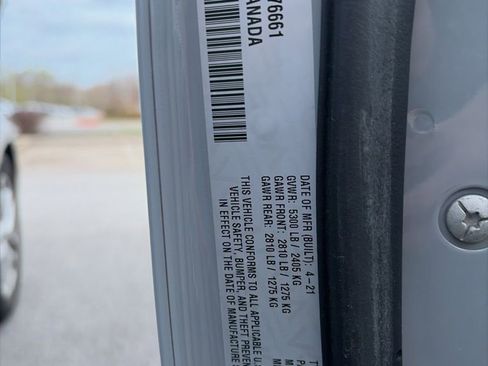 76661
ANADA
DATE OF MFR (BUILT): 4-21
GVWR: 5300 LB / 2405 KG
GAWR FRONT: 2810 LB / 1275 KG
GAWR REAR: 2810 LB / 1275 KG
THIS VEHICLE CONFORMS TO ALL APPLICABLE U.
VEHICLE SAFETY, BUMPER, AND THEFT PREVEN
IN EFFECT ON THE DATE OF MANUFACTURE
T
P
M
M